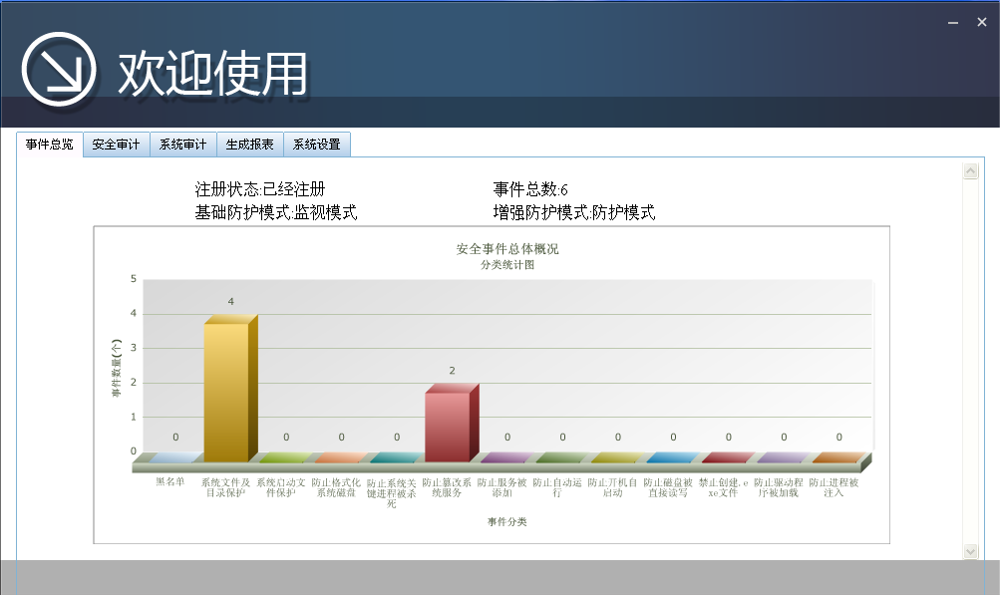 欢迎使用
事件总览 安全审计 系统审计 生成报表 系统设置
注册状态:已经注册 事件总数:6
基础防护模式:监视模式 增强防护模式:防护模式
安全事件总体概况
分类统计图
5
4
3
2
1
0
事件数量(个)
0 4 0 0 0 2 0 0 0 0 0 0 0
黑名单
系统文件及
目录保护
系统启动文
件保护
防止格式化
系统磁盘
防止系统关
键进程被杀
死
防止篡改系
统服务
防止服务被
添加
防止自动运
行
防止开机自
启动
防止磁盘被
直接读写
禁止创建.e
xe文件
防止驱动程
序被加载
防止进程被
注入
事件分类